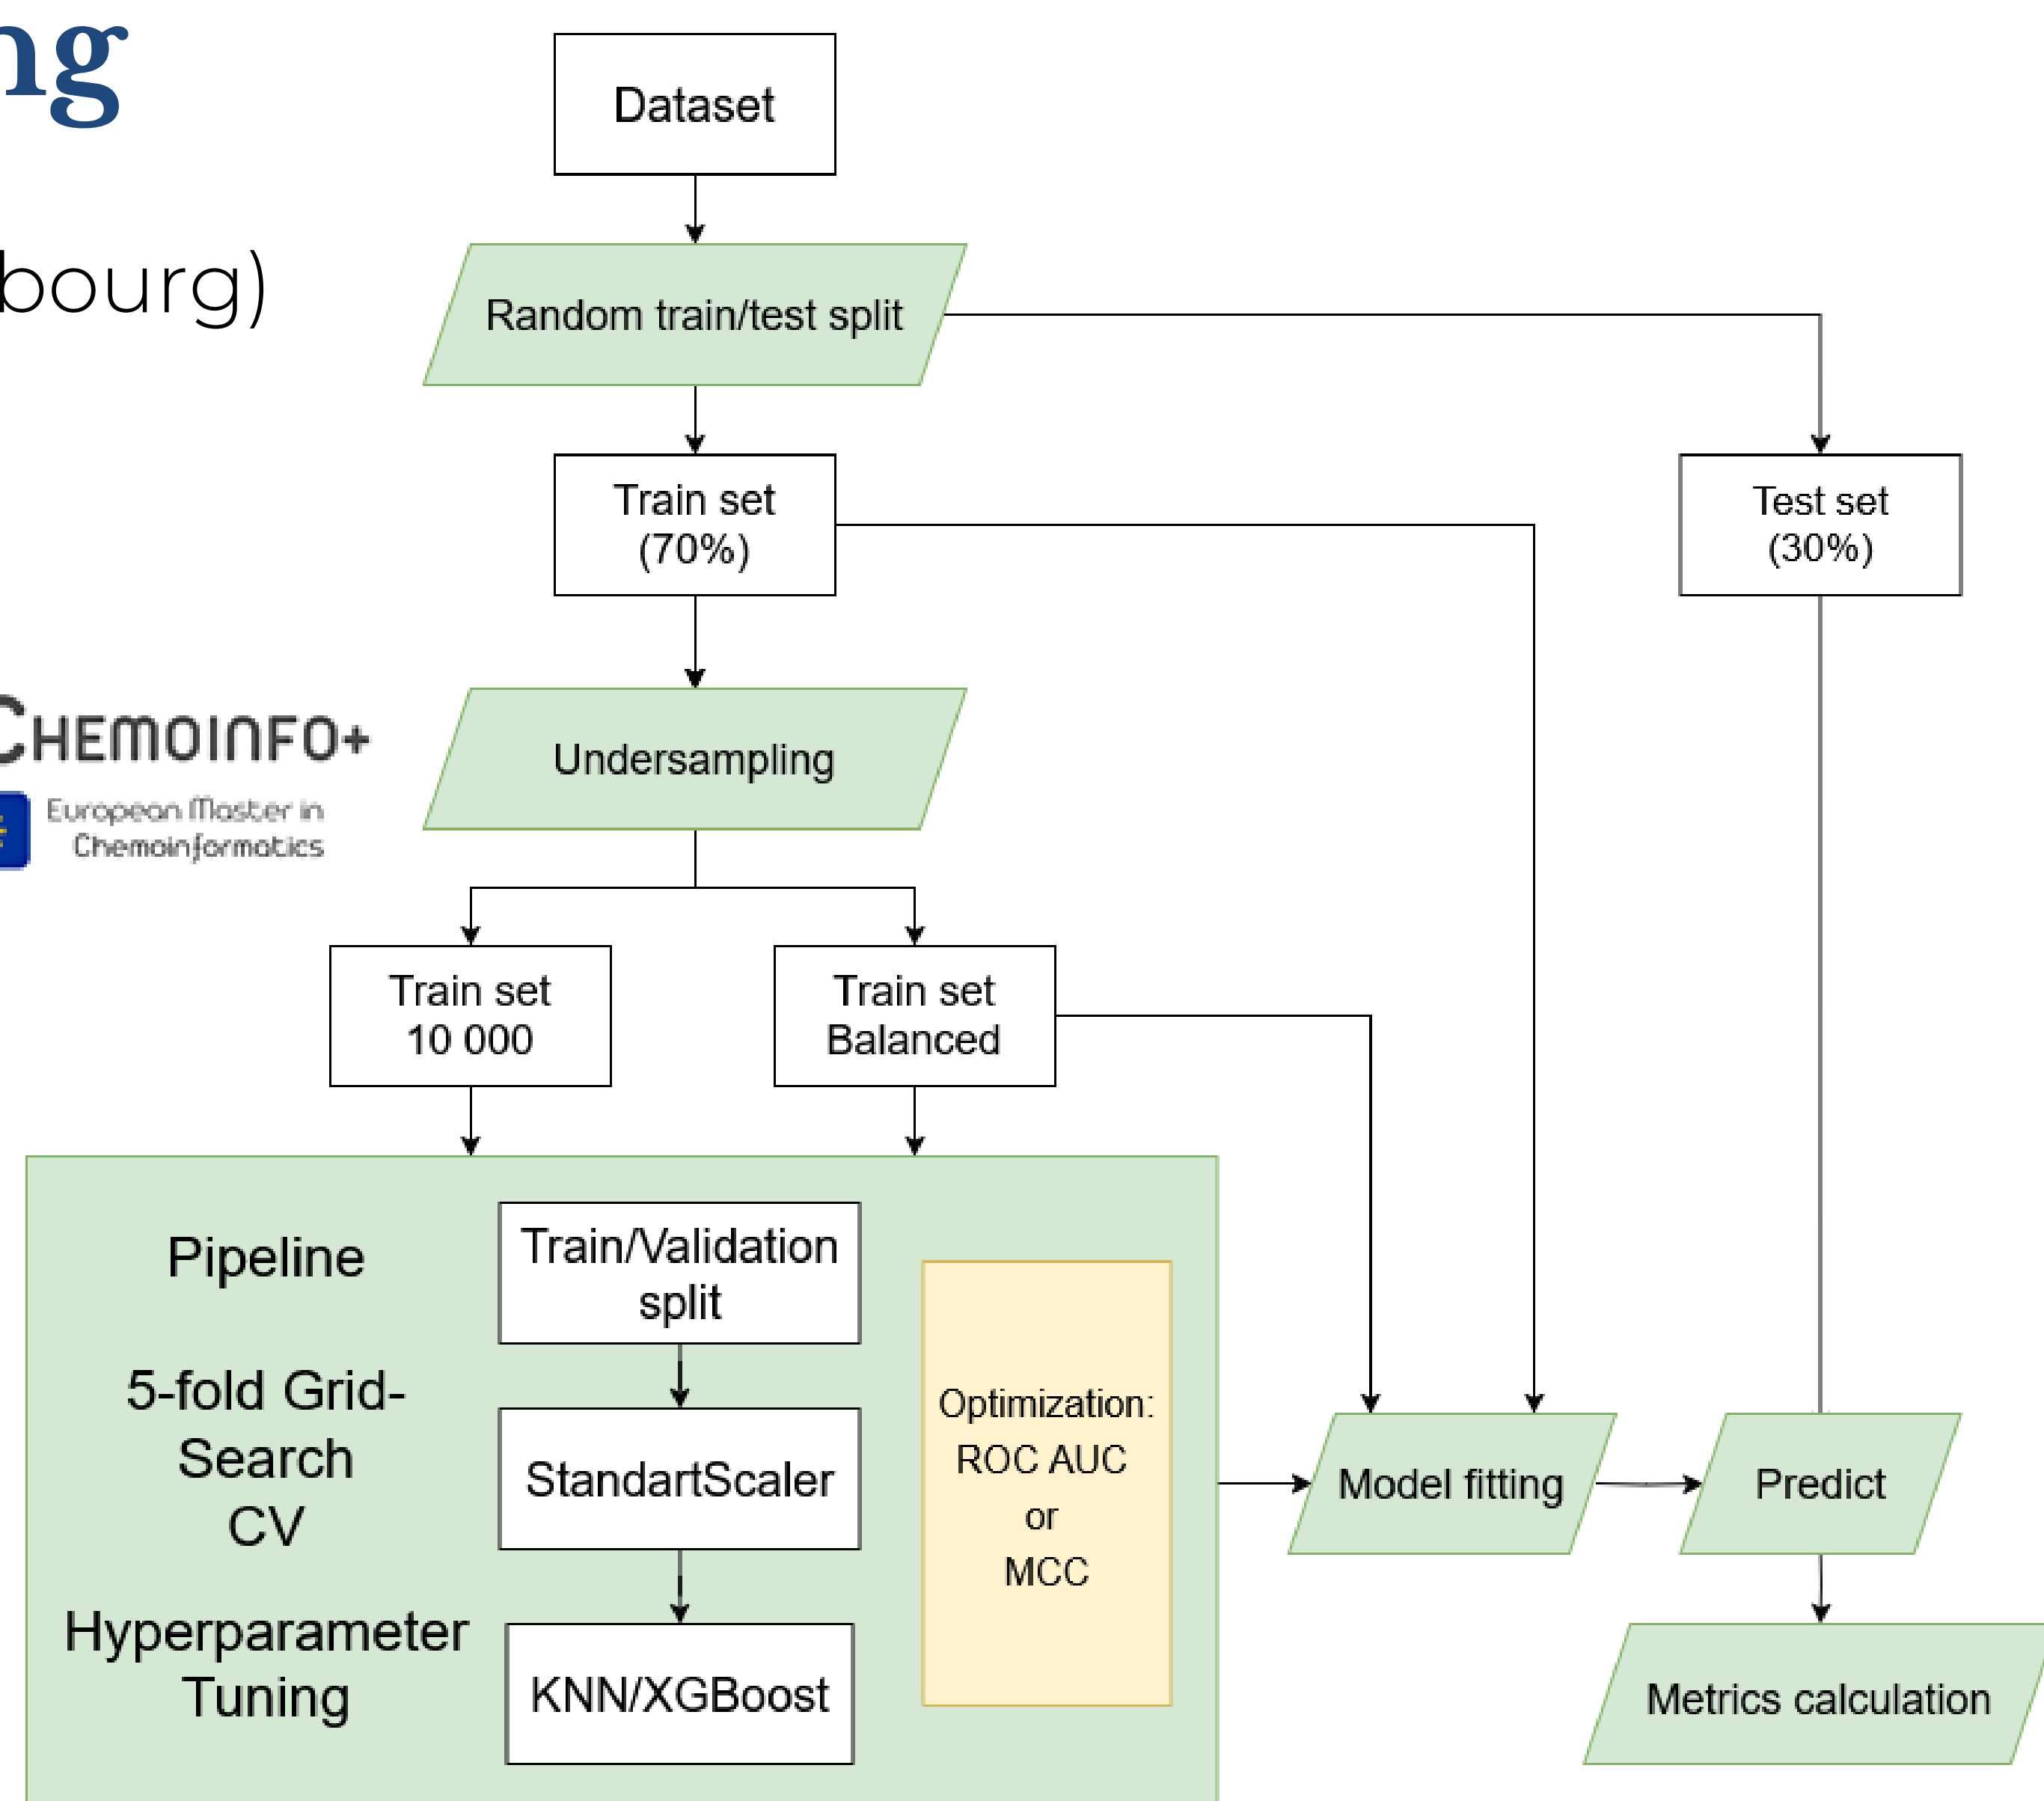 ng
bourg)
CHEMOINFO+
European Master in
Chemoinformatics
Dataset
Random train/test split
Train set
(70%)
Test set
(30%)
Undersampling
Train set
10 000
Train set
Balanced
Pipeline
5-fold Grid-
Search
CV
Hyperparameter
Tuning
Train/Validation
split
StandartScaler
KNN/XGBoost
Optimization:
ROC AUC
or
MCC
Model fitting
Predict
Metrics calculation